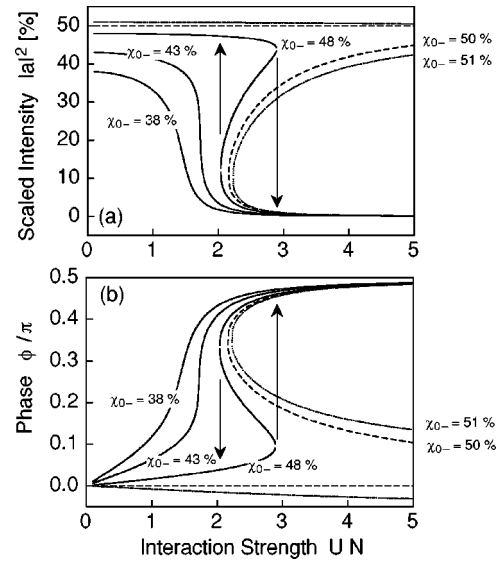 Scaled Intensity |a|² [%]
50
40
30
20
10
0
χ₀₋ = 43 %
χ₀₋ = 48 %
χ₀₋ = 50 %
χ₀₋ = 51 %
χ₀₋ = 38 %
(a)
0 1 2 3 4 5
Phase ϕ/π
0.5
0.4
0.3
0.2
0.1
0.0
(b)
χ₀₋ = 38 %
χ₀₋ = 43 %
χ₀₋ = 48 %
χ₀₋ = 51 %
χ₀₋ = 50 %
0 1 2 3 4 5
Interaction Strength U N